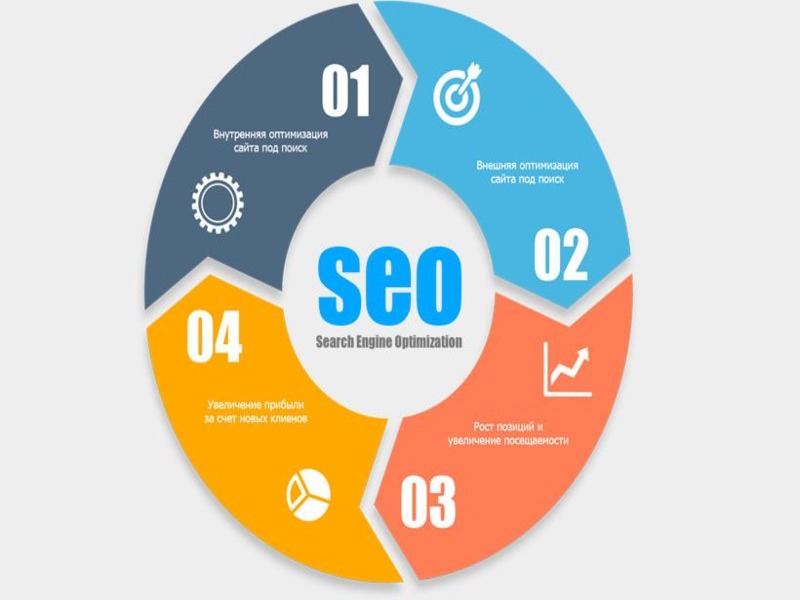 01
Внутренняя оптимизация
сайта под поиск
Внешняя оптимизация
сайта под поиск
02
seo
Search Engine Optimization
04
Увеличение прибыли
за счет новых клиенов
Рост позиций и
увеличение посещаемости
03